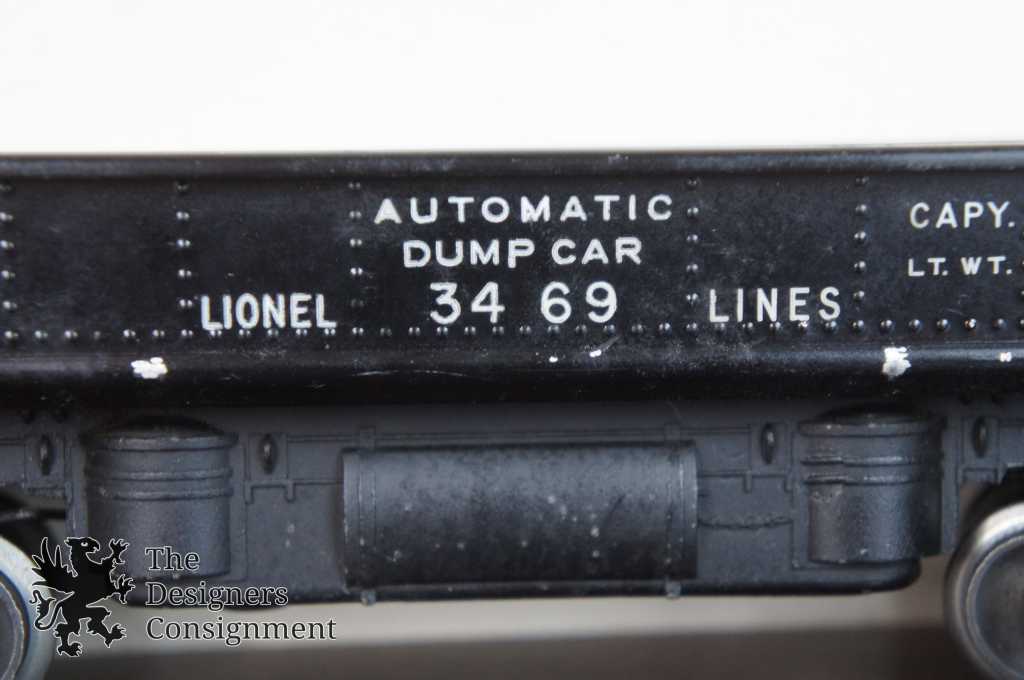 AUTOMATIC
DUMP CAR
LIONEL 34 69 LINES
CAPY.
LT. WT.
The
Designers
Consignment